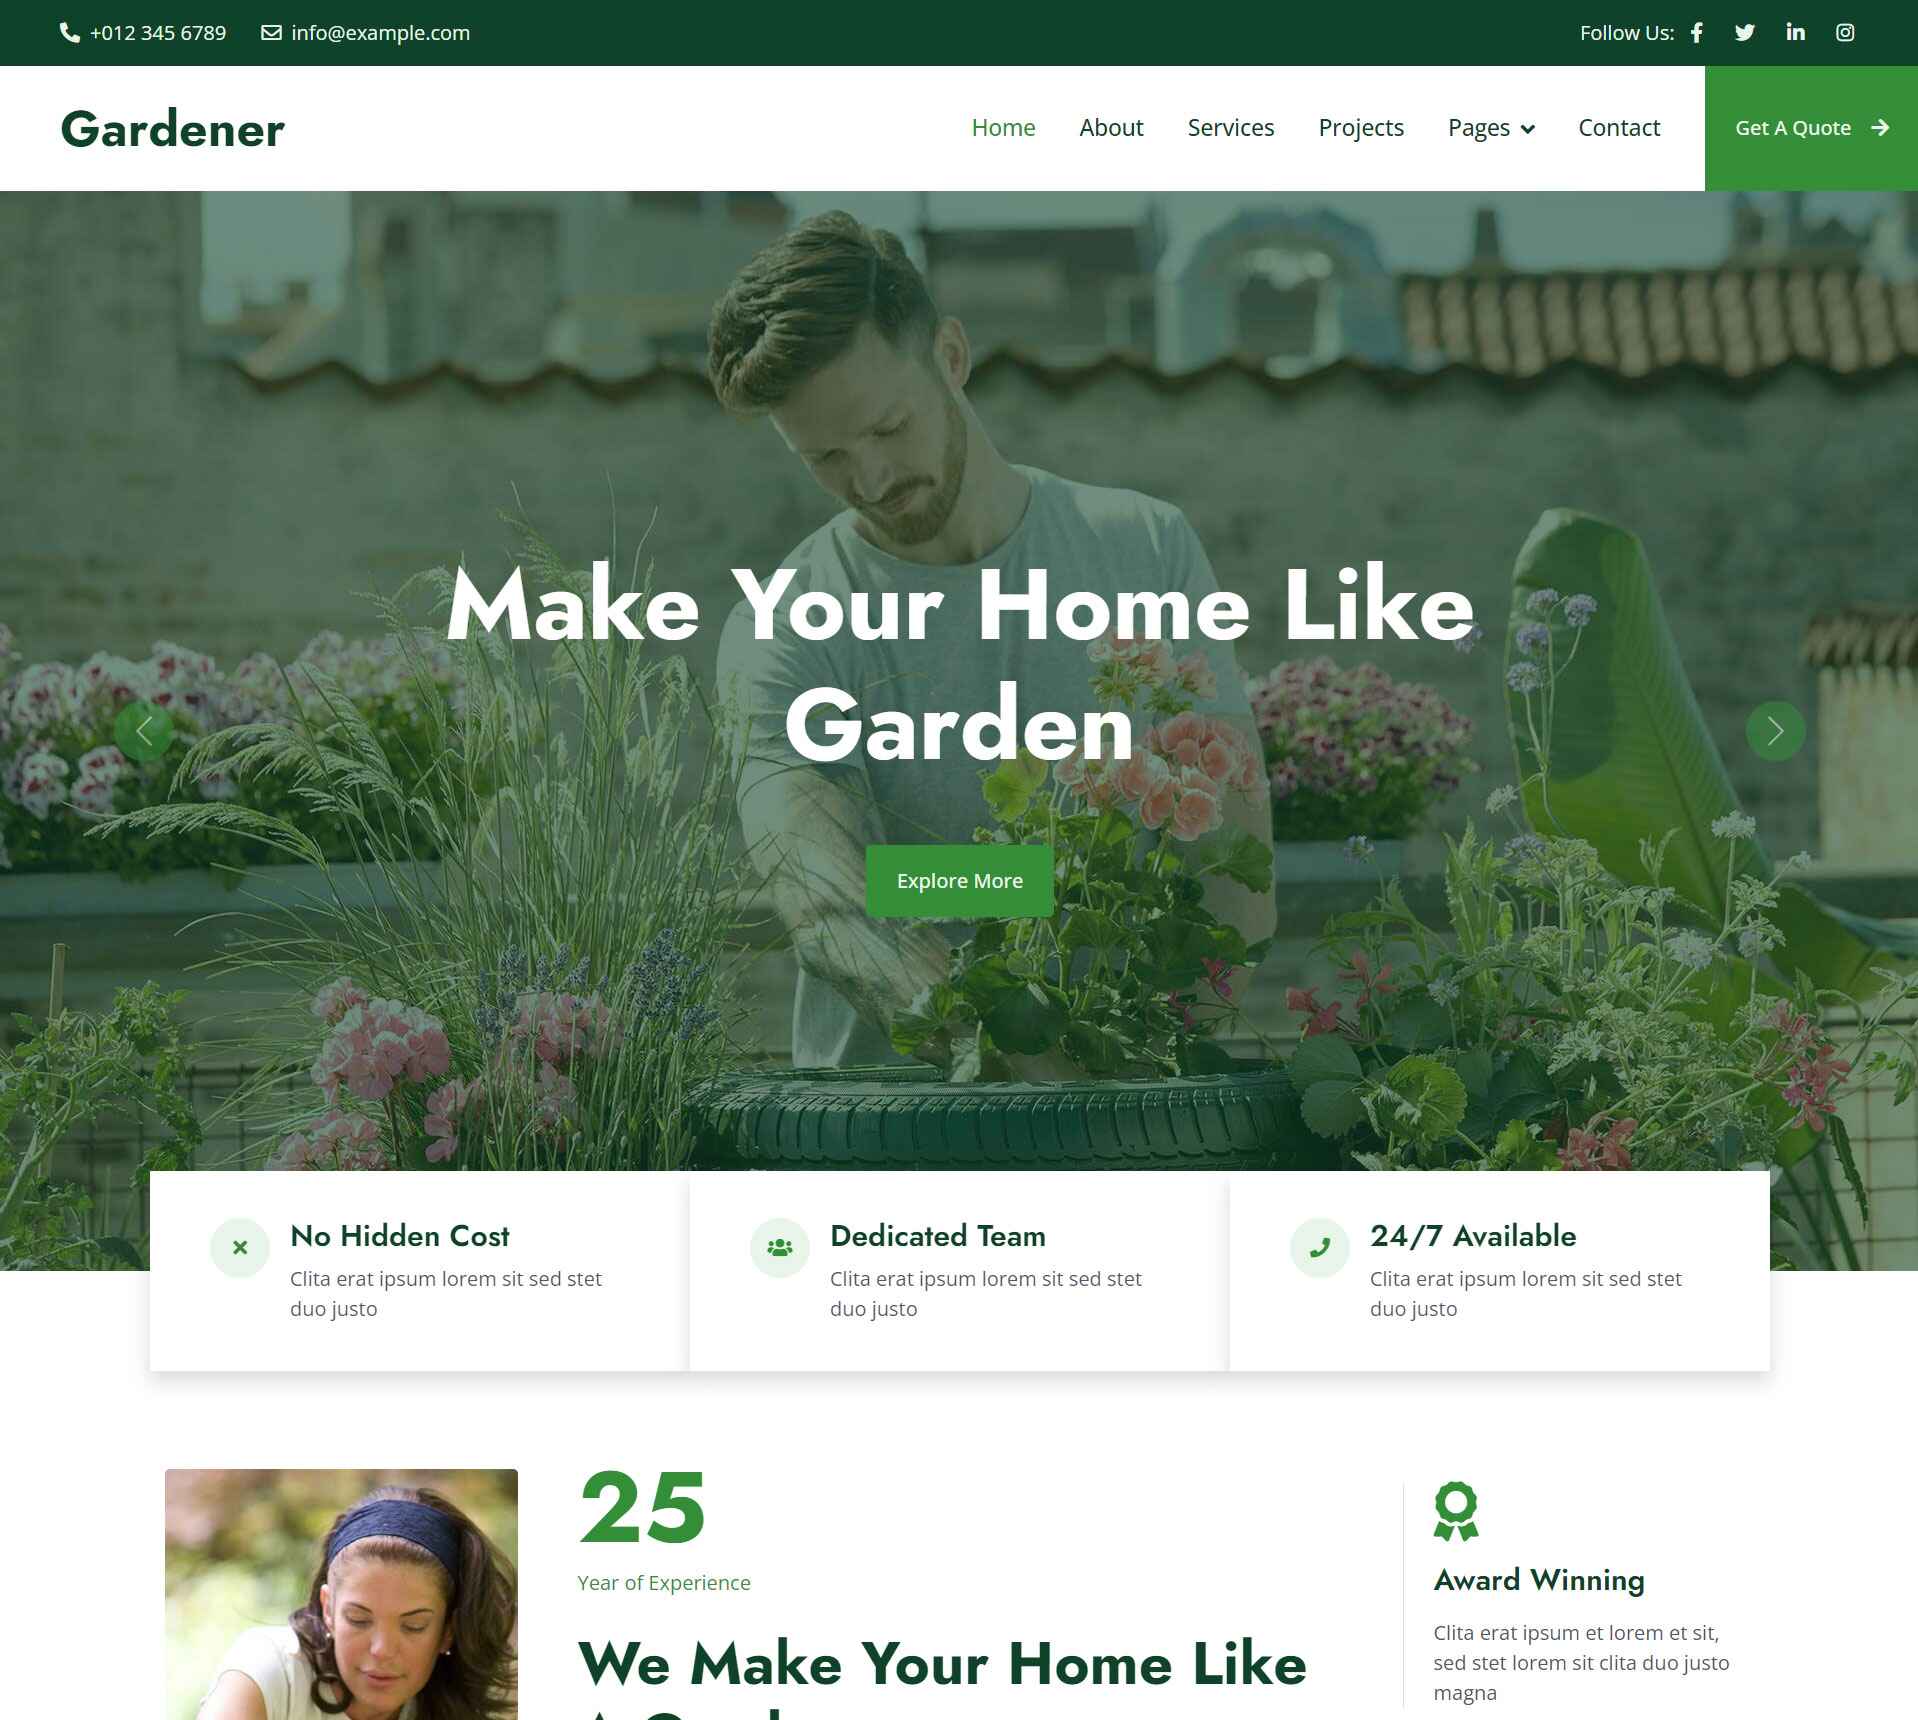 +012 345 6789 info@example.com Follow Us:
Gardener Home About Services Projects Pages Contact Get A Quote
Make Your Home Like
Garden
Explore More
No Hidden Cost
Clita erat ipsum lorem sit sed stet
duo justo
Dedicated Team
Clita erat ipsum lorem sit sed stet
duo justo
24/7 Available
Clita erat ipsum lorem sit sed stet
duo justo
25
Year of Experience
We Make Your Home Like
Award Winning
Clita erat ipsum et lorem et sit,
sed stet lorem sit clita duo justo
magna